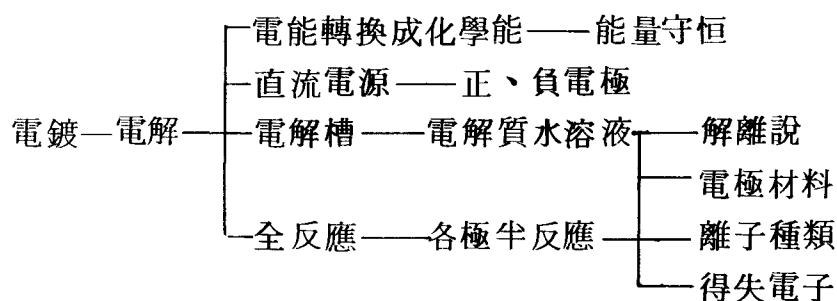 電能轉換成化學能 能量守恒
直流電源 正、負電極
電鍍 電解 電解槽 電解質水溶液 解離說
電極材料
全反應 各極半反應 離子種類
得失電子